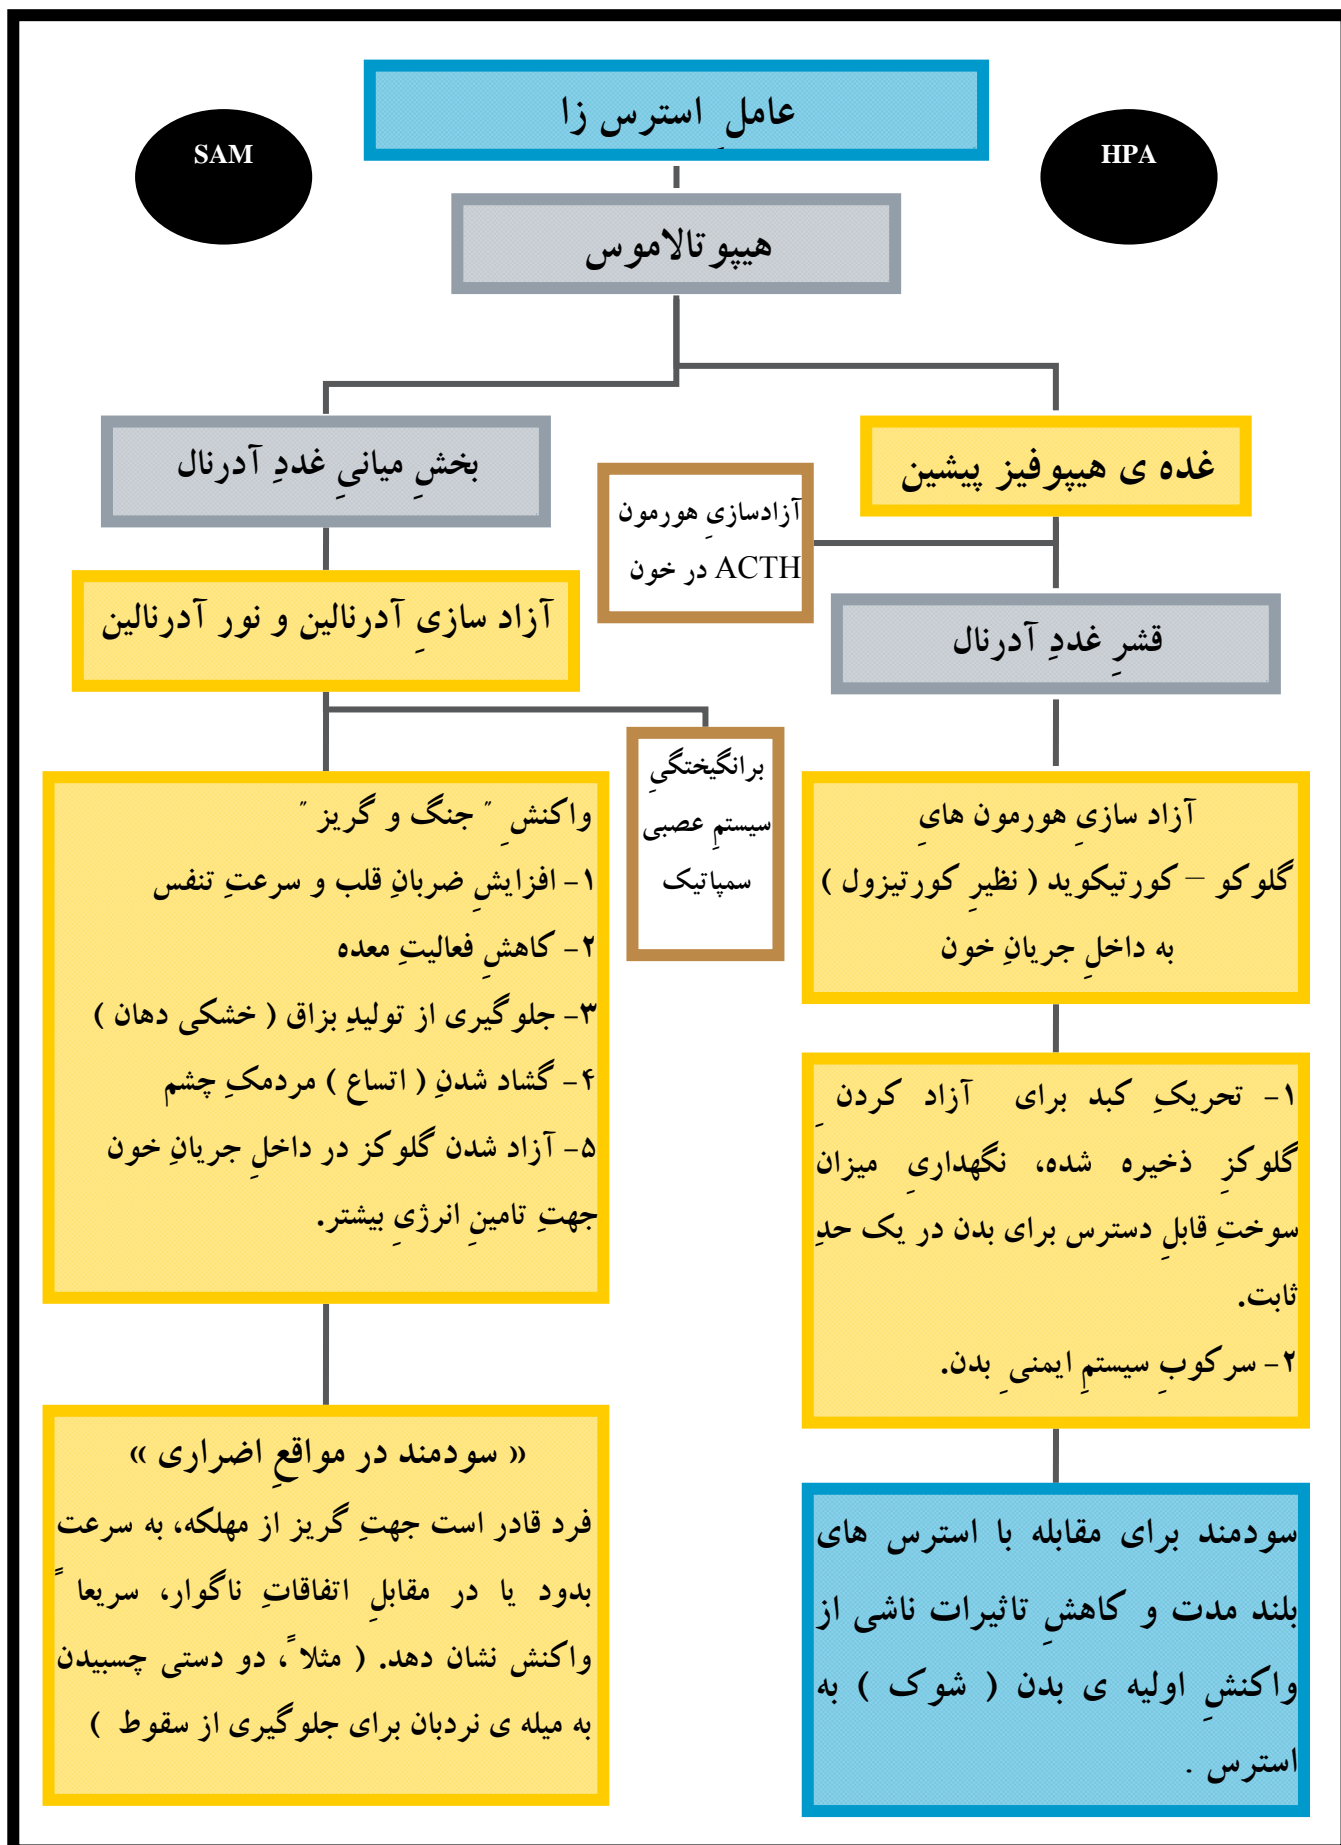 عاملِ استرس زا
HPA
SAM
هیپوتالاموس
غده ی هیپوفیز پیشین
بخشِ میانیِ غددِ آدرنال
آزادسازیِ هورمون
ACTH در خون
قشرِ غددِ آدرنال
آزاد سازیِ آدرنالین و نور آدرنالین
برانگیختگیِ
سیستمِ عصبی
سمپاتیک
آزاد سازیِ هورمون هایِ
گلوکو – کورتیکوید ( نظیرِ کورتیزول )
به داخلِ جریانِ خون
واکنشِ " جنگ و گریز "
۱- افزایشِ ضربانِ قلب و سرعتِ تنفس
۲- کاهشِ فعالیتِ معده
۳- جلوگیری از تولیدِ بزاق ( خشکی دهان )
۴- گشاد شدنِ ( اتساع ) مردمکِ چشم
۵- آزاد شدن گلوکز در داخلِ جریانِ خون
جهتِ تامینِ انرژیِ بیشتر.
۱- تحریکِ کبد برای آزاد کردنِ
گلوکزِ ذخیره شده، نگهداریِ میزان
سوختِ قابلِ دسترس برای بدن در یک حدِ
ثابت.
۲- سرکوبِ سیستمِ ایمنیِ بدن.
« سودمند در مواقعِ اضراری »
فرد قادر است جهتِ گریز از مهلکه، به سرعت
بدود یا در مقابلِ اتفاقاتِ ناگوار، سریعا ً
واکنش نشان دهد. ( مثلا ً، دو دستی چسبیدن
به میله ی نردبان برای جلوگیری از سقوط )
سودمند برای مقابله با استرس های
بلند مدت و کاهشِ تاثیرات ناشی از
واکنشِ اولیه ی بدن ( شوک ) به
استرس .